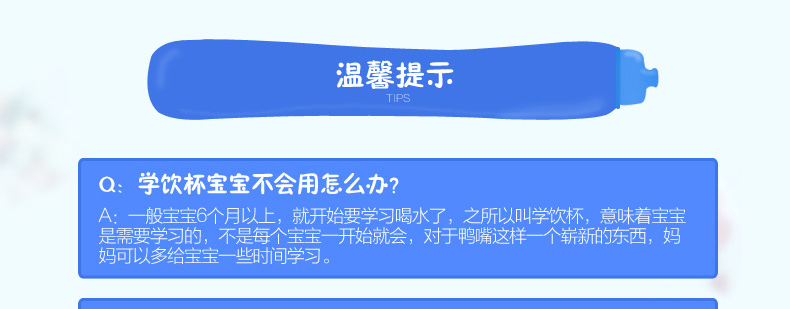 温馨提示
TIPS
Q：学饮杯宝宝不会用怎么办?
A：一般宝宝6个月以上，就开始要学习喝水了，之所以叫学饮杯，意味着宝宝
是需要学习的，不是每个宝宝一开始就会，对于鸭嘴这样一个崭新的东西，妈
妈可以多给宝宝一些时间学习。